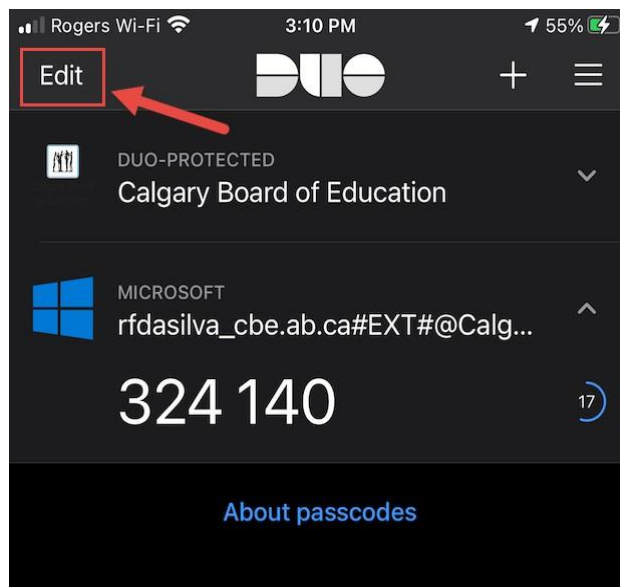 Rogers Wi-Fi 3:10 PM 55%
Edit DUO
DUO-PROTECTED
Calgary Board of Education
MICROSOFT
rfdasilva_cbe.ab.ca#EXT#@Calg...
324 140 17
About passcodes